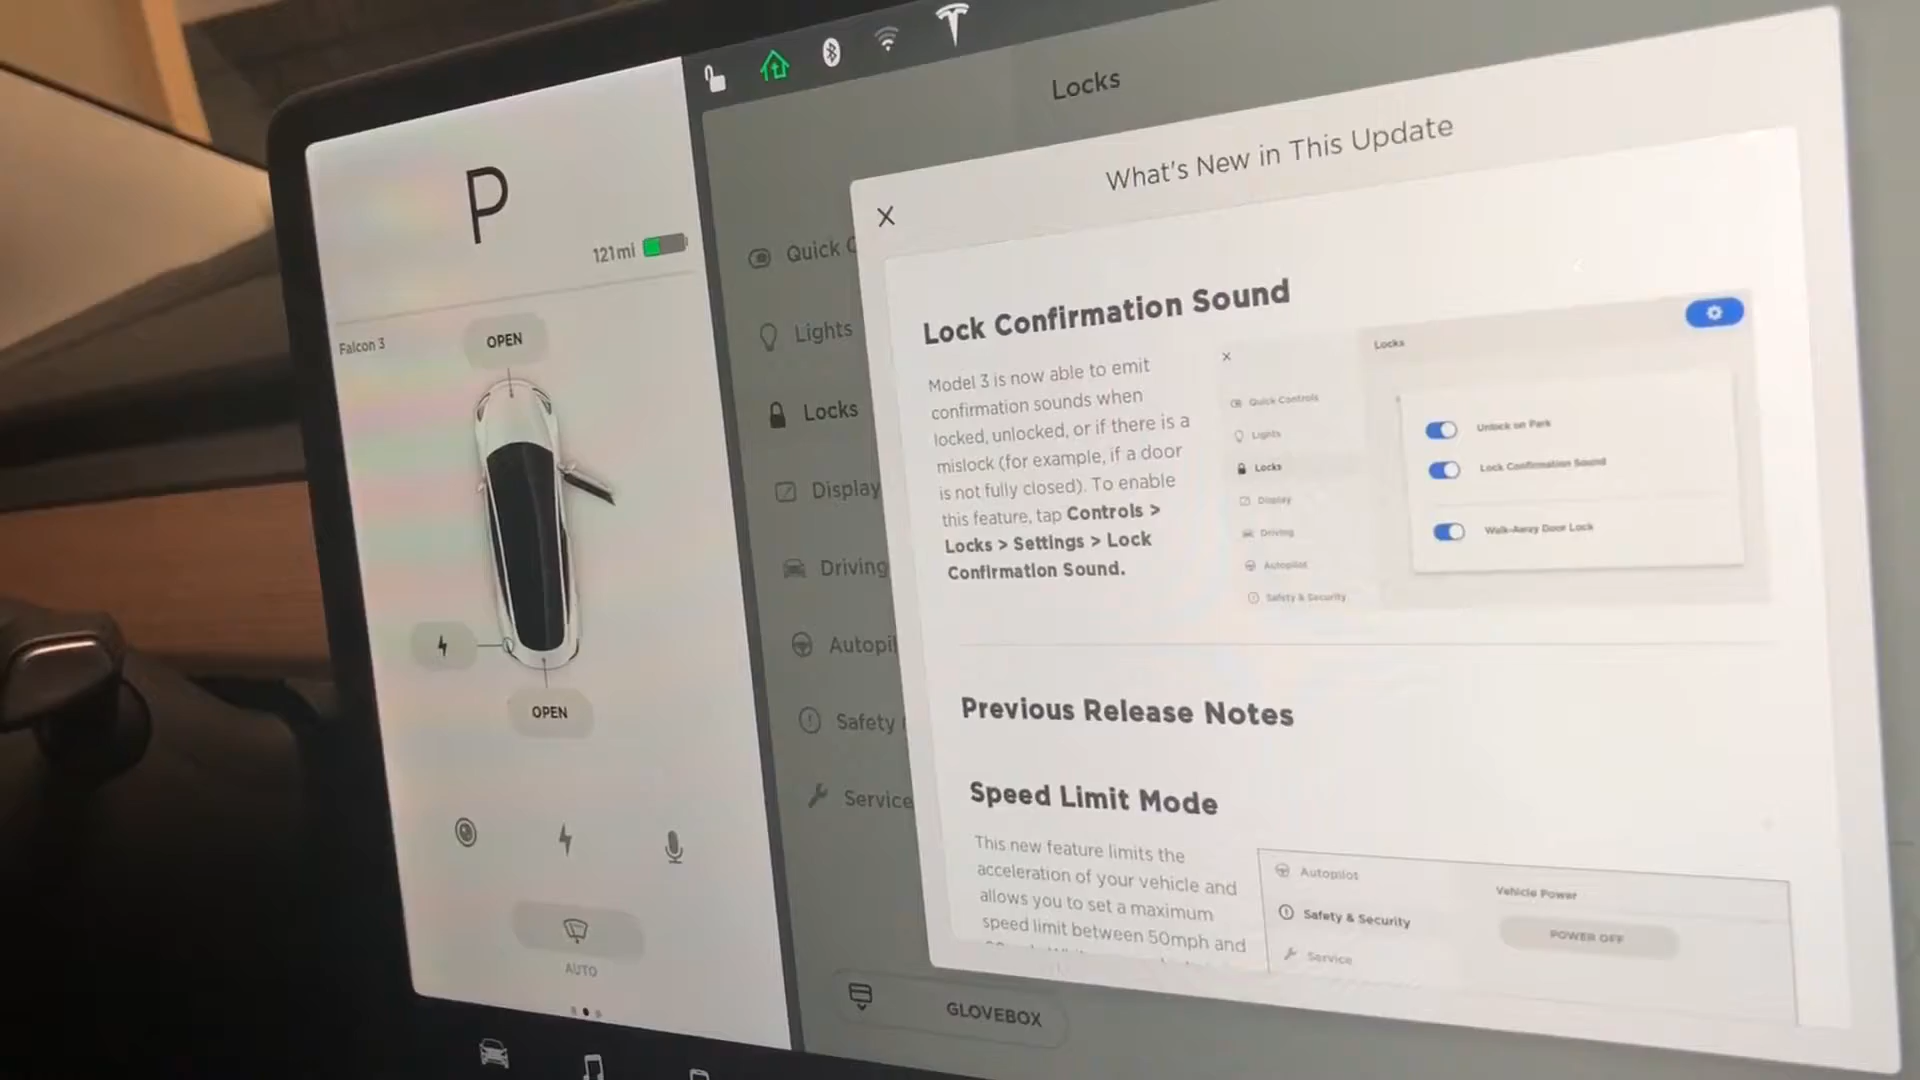 P
121mi
Falcon 3
OPEN
OPEN
AUTO
Locks
Quick
Lights
Locks
Display
Driving
Safety
Service
GLOVEBOX
What's New in This Update
Lock Confirmation Sound
Model 3 is now able to emit
confirmation sounds when
locked, unlocked, or if there is a
mislock (for example, if a door
is not fully closed). To enable
this feature, tap Controls >
Locks > Settings > Lock
Confirmation Sound.
Locks
Quick Controls
Lights
Locks
Display
Driving
Autopilot
Safety & Security
Unlock on Park
Lock Confirmation Sound
Walk-Away Door Lock
Previous Release Notes
Speed Limit Mode
This new feature limits the
acceleration of your vehicle and
allows you to set a maximum
speed limit between 50mph and
Autopilot
Safety & Security
Service
Vehicle Power
POWER OFF